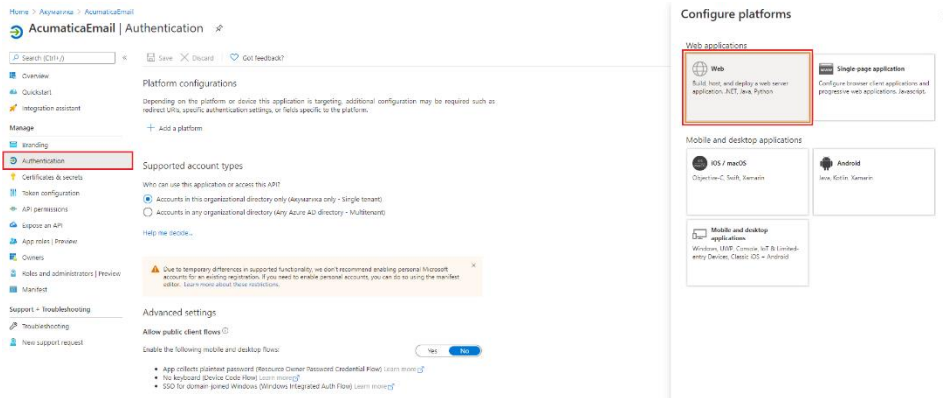 Home > Акуматика > AcumaticaEmail
AcumaticaEmail | Authentication
Search (Ctrl+/)
Overview
Quickstart
Integration assistant
Manage
Branding
Authentication
Certificates & secrets
Token configuration
API permissions
Expose an API
App roles | Preview
Owners
Roles and administrators | Preview
Manifest
Support + Troubleshooting
Troubleshooting
New support request
Save Discard Got feedback?
Platform configurations
Depending on the platform or device this application is targeting, additional configuration may be required such as
redirect URIs, specific authentication settings, or fields specific to the platform.
+ Add a platform
Supported account types
Who can use this application or access this API?
Accounts in this organizational directory only (Акуматика only - Single tenant)
Accounts in any organizational directory (Any Azure AD directory - Multitenant)
Help me decide...
Due to temporary differences in supported functionality, we don't recommend enabling personal Microsoft
accounts for an existing registration. If you need to enable personal accounts, you can do so using the manifest
editor. Learn more about these restrictions.
Advanced settings
Allow public client flows
Enable the following mobile and desktop flows:
Yes No
• App collects plaintext password (Resource Owner Password Credential Flow) Learn more
• No keyboard (Device Code Flow) Learn more
• SSO for domain-joined Windows (Windows Integrated Auth Flow) Learn more
Configure platforms
Web applications
Web
Build, host, and deploy a web server
application. .NET, Java, Python
Single-page application
Configure browser client applications and
progressive web applications. Javascript.
Mobile and desktop applications
iOS / macOS
Objective-C, Swift, Xamarin
Android
Java, Kotlin, Xamarin
Mobile and desktop
applications
Windows, UWP, Console, IoT & Limited-
entry Devices, Classic iOS + Android